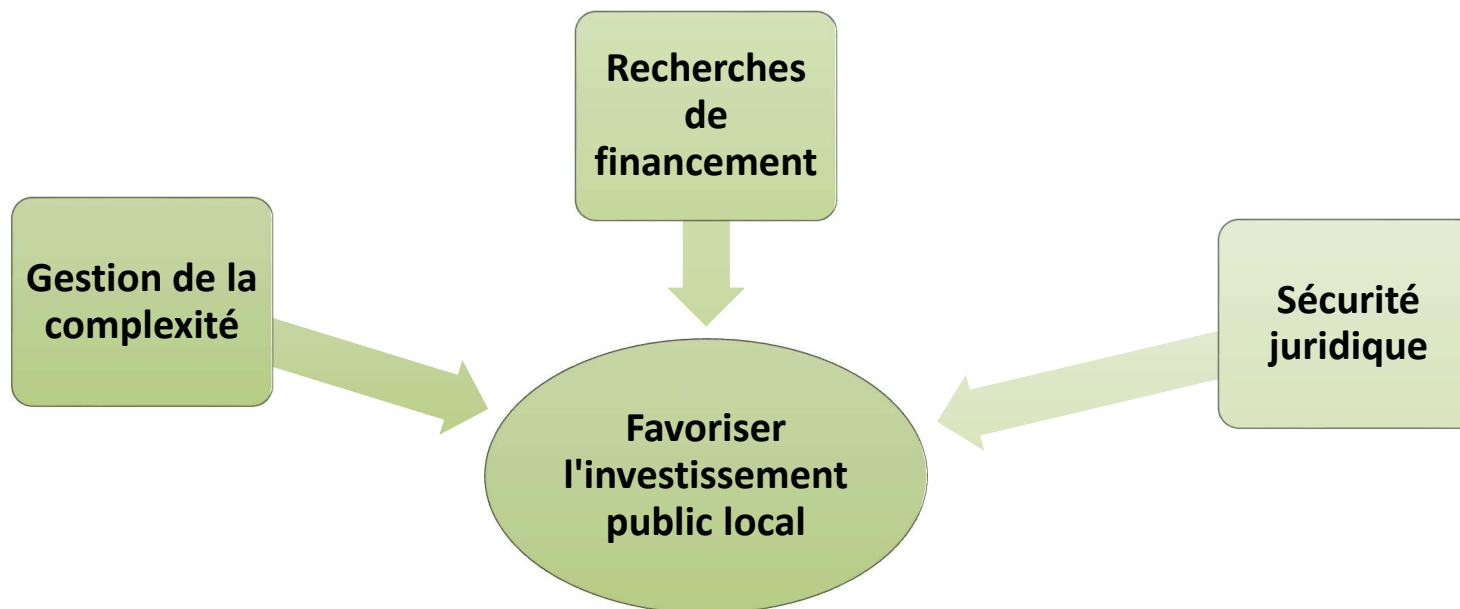 Recherches
de
financement
Gestion de la
complexité
Sécurité
juridique
Favoriser
l'investissement
public local